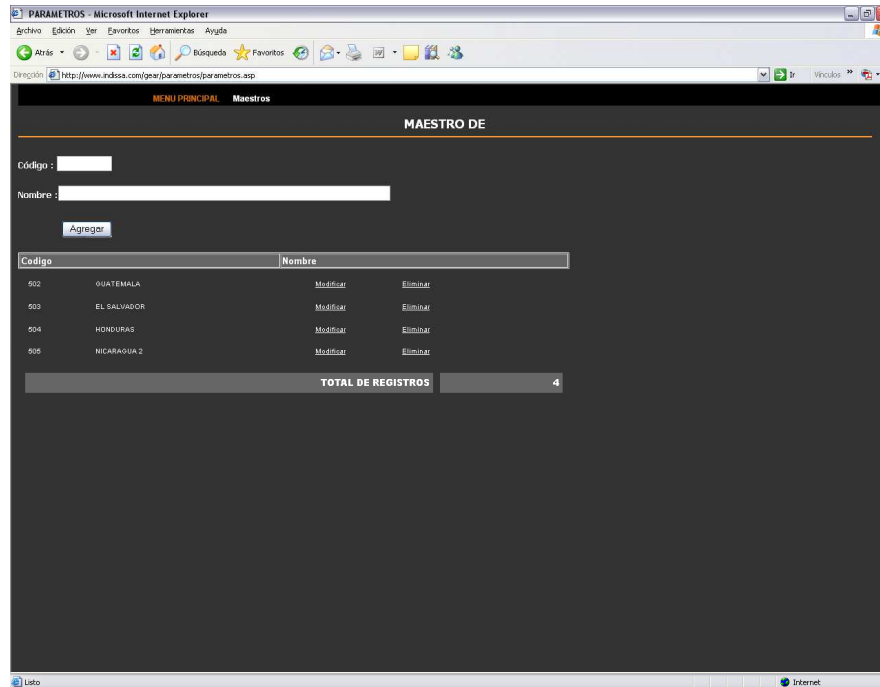 PARAMETROS - Microsoft Internet Explorer
Archivo Edición Ver Favoritos Herramientas Ayuda
Atrás Búsqueda Favoritos
Dirección http://www.indissa.com/gear/parametros/parametros.asp Ir Vínculos »
MENU PRINCIPAL Maestros
MAESTRO DE
Código :
Nombre :
Agregar
Codigo Nombre
502 GUATEMALA Modificar Eliminar
503 EL SALVADOR Modificar Eliminar
504 HONDURAS Modificar Eliminar
505 NICARAGUA 2 Modificar Eliminar
TOTAL DE REGISTROS 4
Listo Internet